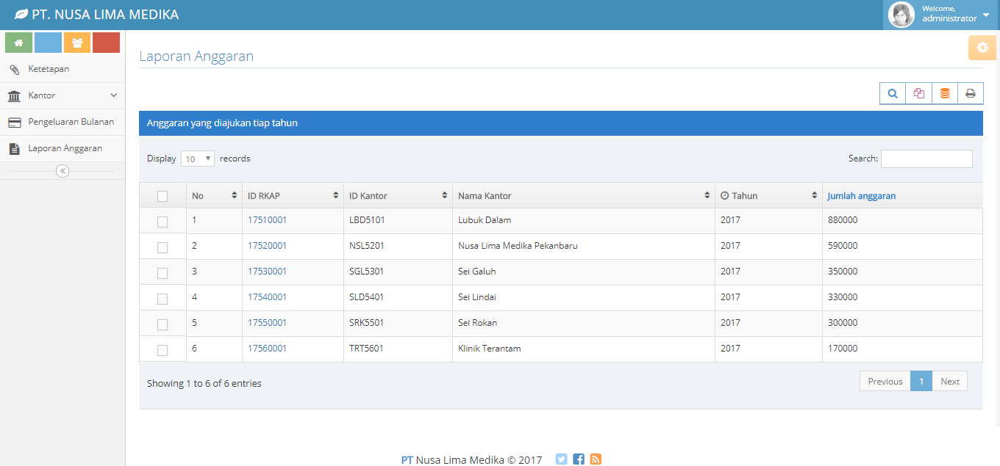 PT. NUSA LIMA MEDIKA
Welcome,
administrator
Ketetapan
Kantor
Pengeluaran Bulanan
Laporan Anggaran
Laporan Anggaran
Anggaran yang diajukan tiap tahun
Display 10 records Search:
No ID RKAP ID Kantor Nama Kantor Tahun Jumlah anggaran
1 17510001 LBD5101 Lubuk Dalam 2017 880000
2 17520001 NSL5201 Nusa Lima Medika Pekanbaru 2017 590000
3 17530001 SGL5301 Sei Galuh 2017 350000
4 17540001 SLD5401 Sei Lindai 2017 330000
5 17550001 SRK5501 Sei Rokan 2017 300000
6 17560001 TRT5601 Klinik Terantam 2017 170000
Showing 1 to 6 of 6 entries Previous 1 Next
PT Nusa Lima Medika © 2017